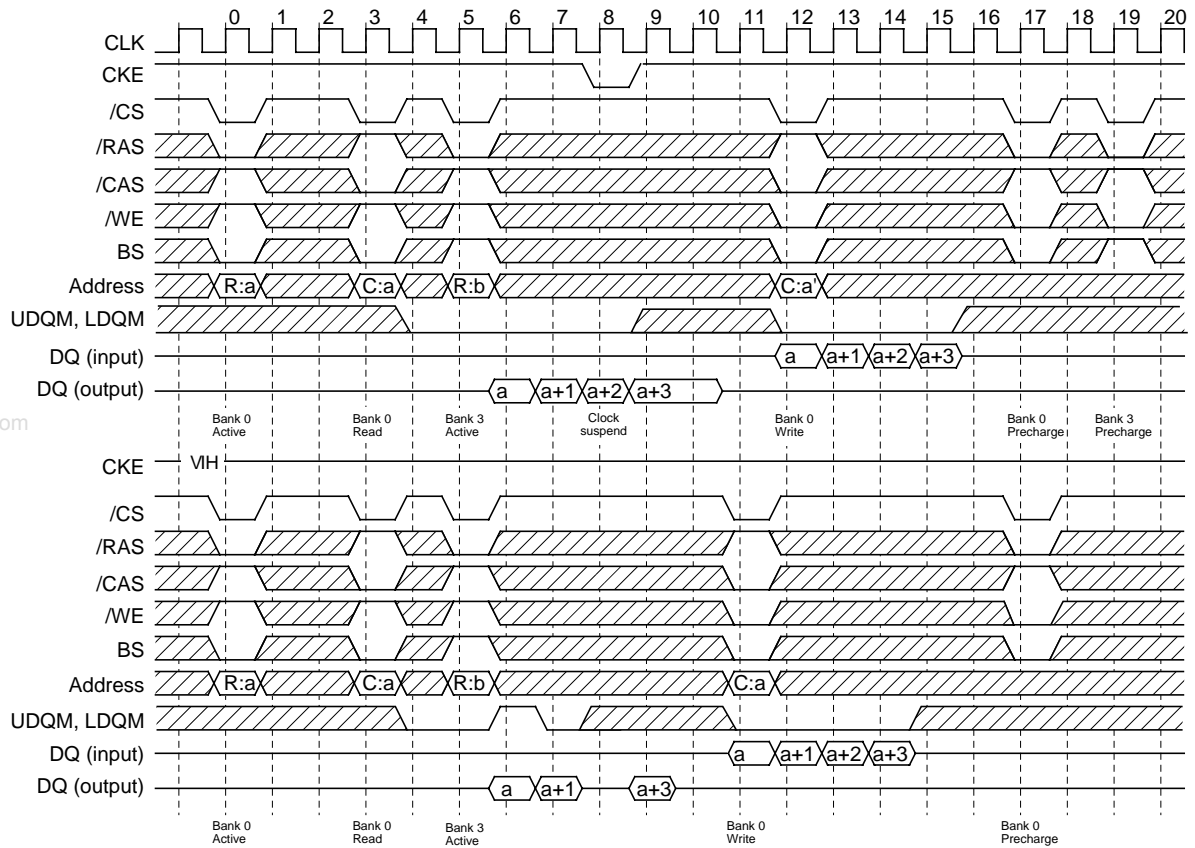 0 1 2 3 4 5 6 7 8 9 10 11 12 13 14 15 16 17 18 19 20
CLK
CKE
/CS
/RAS
/CAS
/WE
BS
Address R:a C:a R:b C:a'
UDQM, LDQM
DQ (input) a a+1 a+2 a+3
DQ (output) a a+1 a+2 a+3
om
Bank 0 Active
Bank 0 Read
Bank 3 Active
Clock suspend
Bank 0 Write
Bank 0 Precharge
Bank 3 Precharge
CKE VIH
/CS
/RAS
/CAS
/WE
BS
Address R:a C:a R:b C:a
UDQM, LDQM
DQ (input) a a+1 a+2 a+3
DQ (output) a a+1 a+3
Bank 0 Active
Bank 0 Read
Bank 3 Active
Bank 0 Write
Bank 0 Precharge